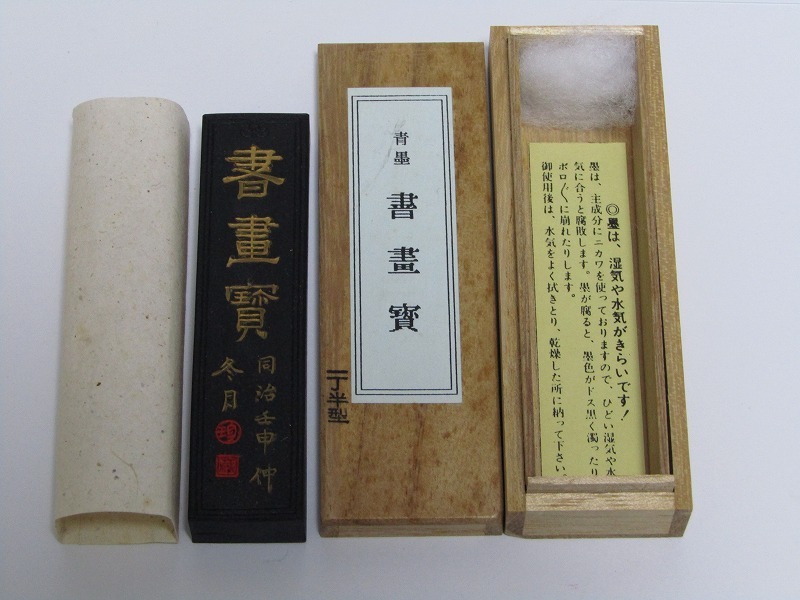 書畫寳
同治壬申仲
冬月
青墨
書畫寳
一丁半型
◎墨は、湿気や水気がきらいです！
墨は、主成分にニカワを使っておりますので、ひどい湿気や水
気に合うと腐敗します。墨が腐ると、墨色がドス黒く濁ったり
ボロ〳〵に崩れたりします。
御使用後は、水気をよく拭きとり、乾燥した所に納って下さい。